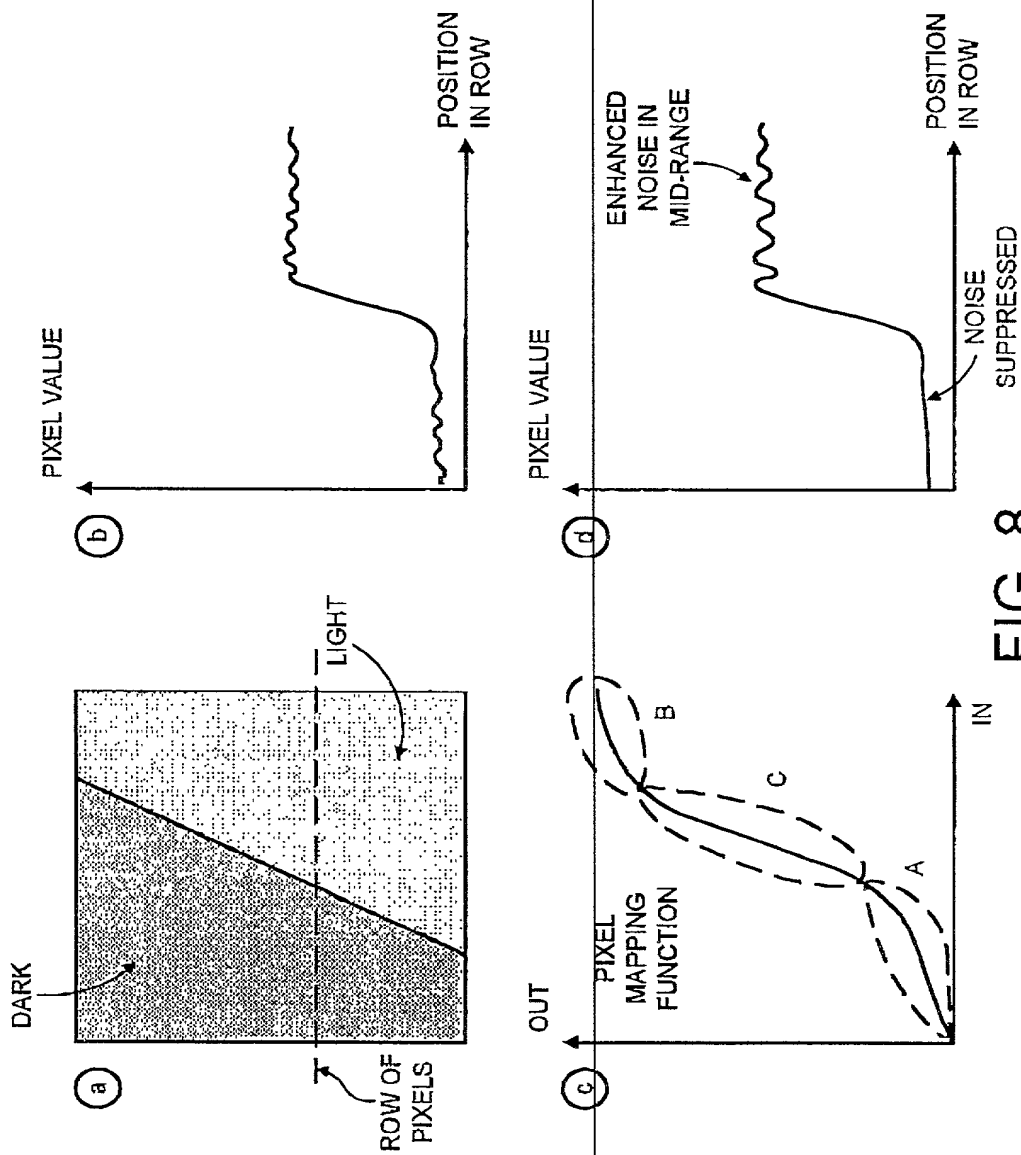 a
DARK
LIGHT
ROW OF
PIXELS
b
PIXEL VALUE
POSITION
IN ROW
c
OUT
PIXEL
MAPPING
FUNCTION
A
B
C
IN
d
PIXEL VALUE
ENHANCED
NOISE IN
MID-RANGE
NOISE
SUPPRESSED
POSITION
IN ROW
FIG 8